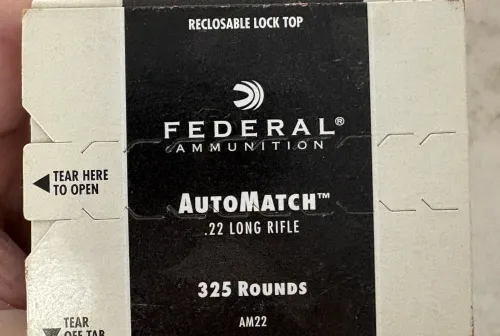 RECLOSABLE LOCK TOP
FEDERAL®
AMMUNITION
TEAR HERE
TO OPEN
AUTOMATCH™
.22 LONG RIFLE
325 ROUNDS
AM22
TEAR
OFF TAB